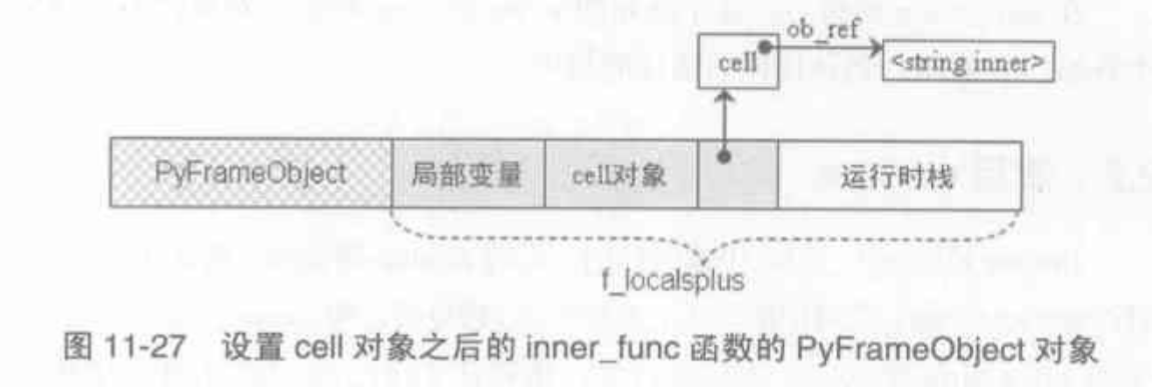 ob_ref
cell
<string inner>
PyFrameObject
局部变量
cell对象
运行时栈
f_localsplus
图 11-27 设置 cell 对象之后的 inner_func 函数的 PyFrameObject 对象